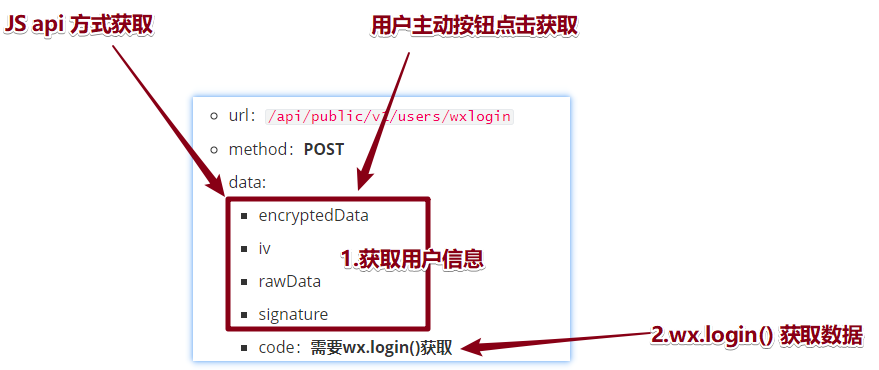 JS api 方式获取
用户主动按钮点击获取
url：/api/public/v1/users/wxlogin
method：POST
data:
encryptedData
iv
rawData
signature
1.获取用户信息
code：需要wx.login()获取
2.wx.login() 获取数据